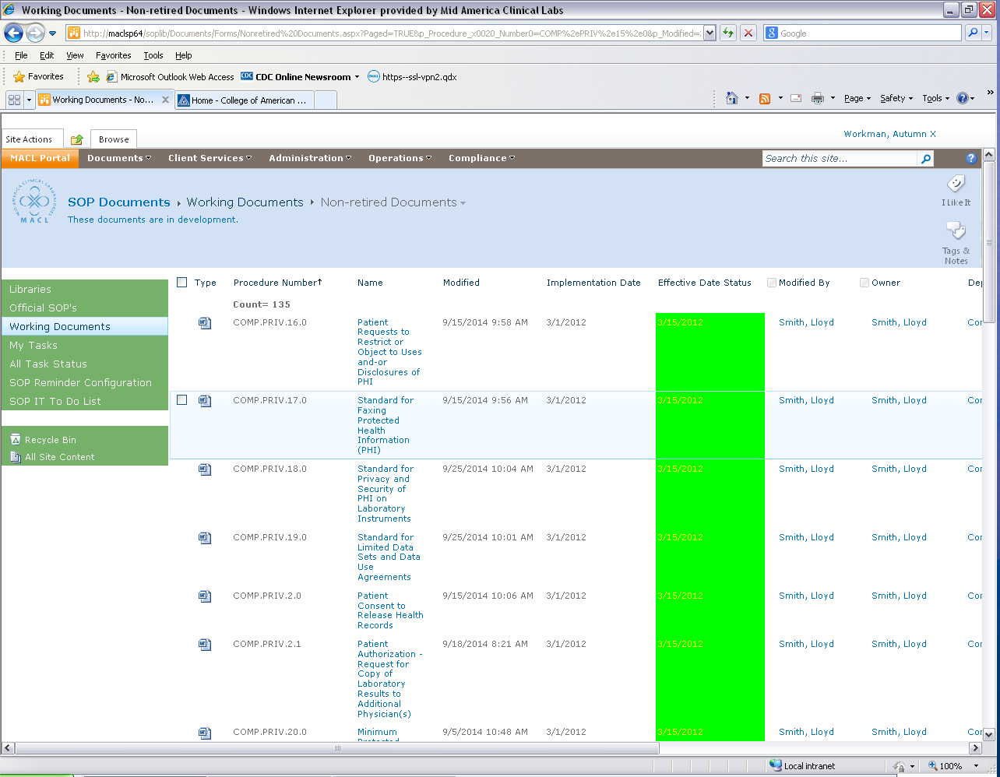 Working Documents - Non-retired Documents - Windows Internet Explorer provided by Mid America Clinical Labs
http://maclsp64/soplib/Documents/Forms/Nonretired%20Documents.aspx?Paged=TRUE&p_Procedure_x0020_Number0=COMP%2ePRIV%2e15%2e0&p_Modified=
Google
File Edit View Favorites Tools Help
Favorites Microsoft Outlook Web Access CDC CDC Online Newsroom https--ssl-vpn2.qdx
Working Documents - No... Home - College of American ... Page Safety Tools
Site Actions Browse Workman, Autumn X
MACL Portal Documents Client Services Administration Operations Compliance Search this site...
MID AMERICA CLINICAL LABORATORIES
MACL
SOP Documents Working Documents Non-retired Documents
These documents are in development.
I Like It
Tags &
Notes
Libraries
Official SOP's
Working Documents
My Tasks
All Task Status
SOP Reminder Configuration
SOP IT To Do List
Recycle Bin
All Site Content
Type Procedure Number Name Modified Implementation Date Effective Date Status Modified By Owner Dep
Count= 135
COMP.PRIV.16.0 Patient 9/15/2014 9:58 AM 3/1/2012 3/15/2012 Smith, Lloyd Smith, Lloyd Cor
Requests to
Restrict or
Object to Uses
and-or
Disclosures of
PHI
COMP.PRIV.17.0 Standard for 9/15/2014 9:56 AM 3/1/2012 3/15/2012 Smith, Lloyd Smith, Lloyd Cor
Faxing
Protected
Health
Information
(PHI)
COMP.PRIV.18.0 Standard for 9/25/2014 10:04 AM 3/1/2012 3/15/2012 Smith, Lloyd Smith, Lloyd Cor
Privacy and
Security of
PHI on
Laboratory
Instruments
COMP.PRIV.19.0 Standard for 9/25/2014 10:01 AM 3/1/2012 3/15/2012 Smith, Lloyd Smith, Lloyd Cor
Limited Data
Sets and Data
Use
Agreements
COMP.PRIV.2.0 Patient 9/15/2014 10:06 AM 3/1/2012 3/15/2012 Smith, Lloyd Smith, Lloyd Cor
Consent to
Release Health
Records
COMP.PRIV.2.1 Patient 9/18/2014 8:21 AM 3/1/2012 3/15/2012 Smith, Lloyd Smith, Lloyd Cor
Authorization -
Request for
Copy of
Laboratory
Results to
Additional
Physician(s)
COMP.PRIV.20.0 Minimum 9/5/2014 10:48 AM 3/1/2012 3/15/2012 Smith, Lloyd Smith, Lloyd Cor
Local intranet 100%